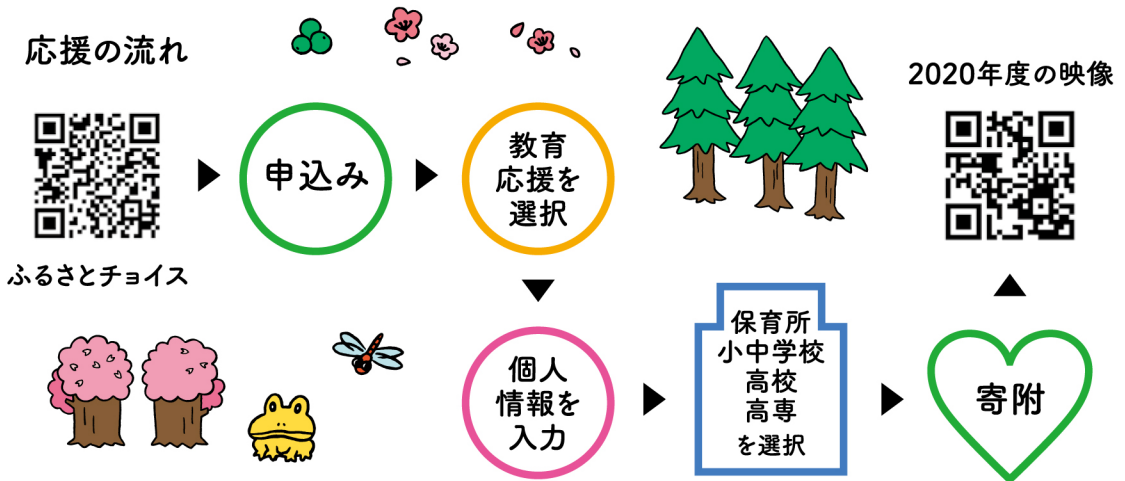 応援の流れ
ふるさとチョイス
申込み
教育
応援を
選択
個人
情報を
入力
保育所
小中学校
高校
高専
を選択
寄附
2020年度の映像